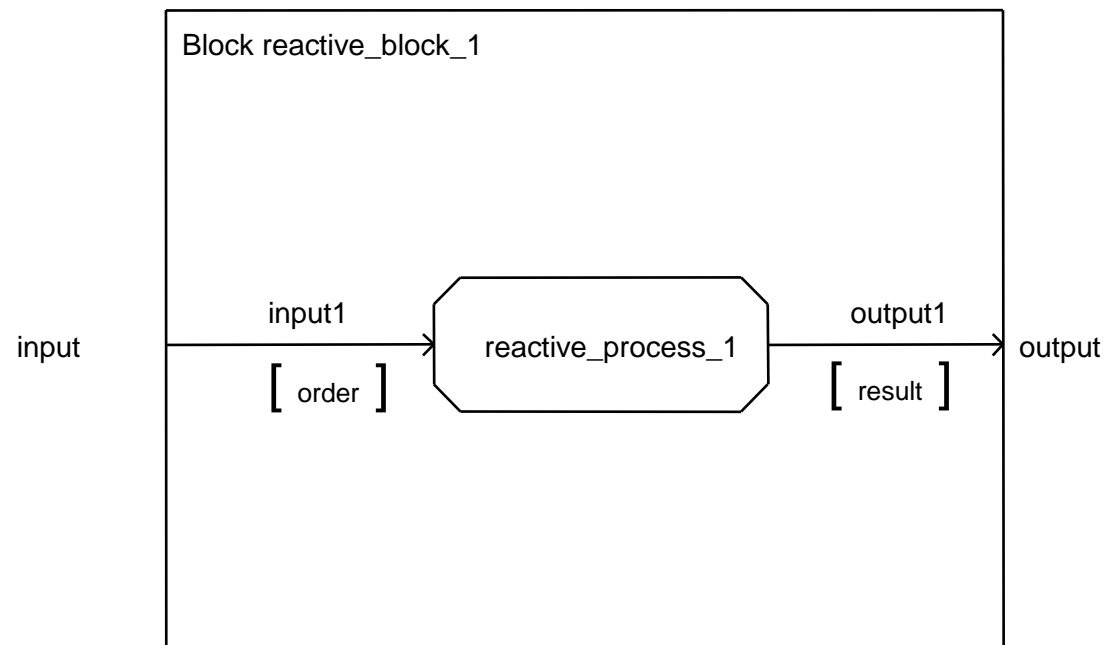 Block reactive_block_1
input1
output1
input
reactive_process_1
output
[ order ]
[ result ]